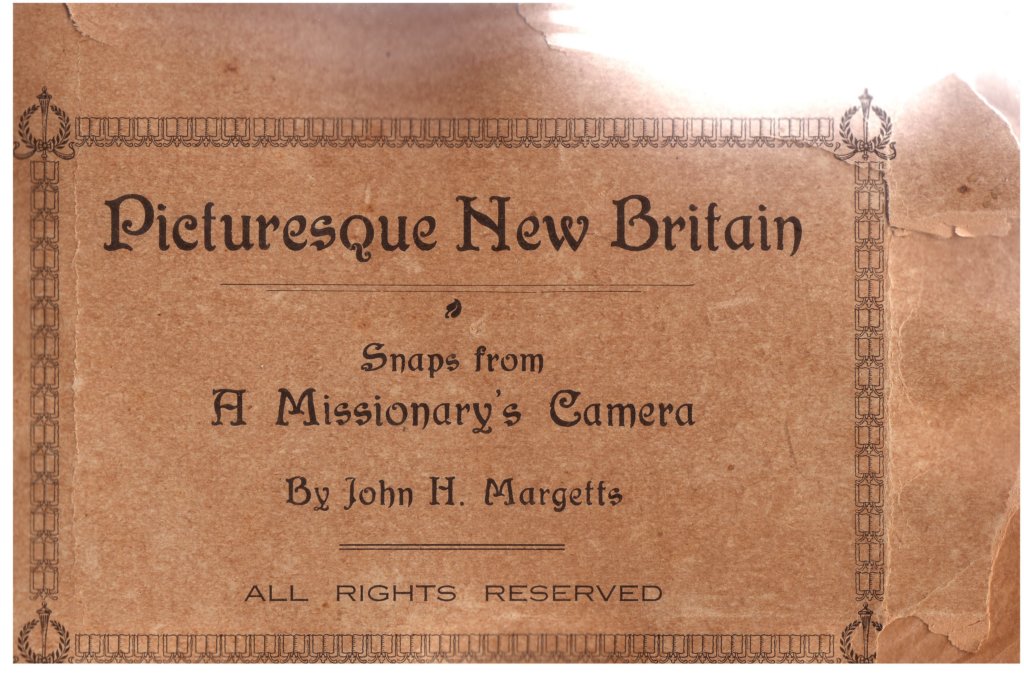 Picturesque New Britain
Snaps from
A Missionary's Camera
By John H. Margetts
ALL RIGHTS RESERVED